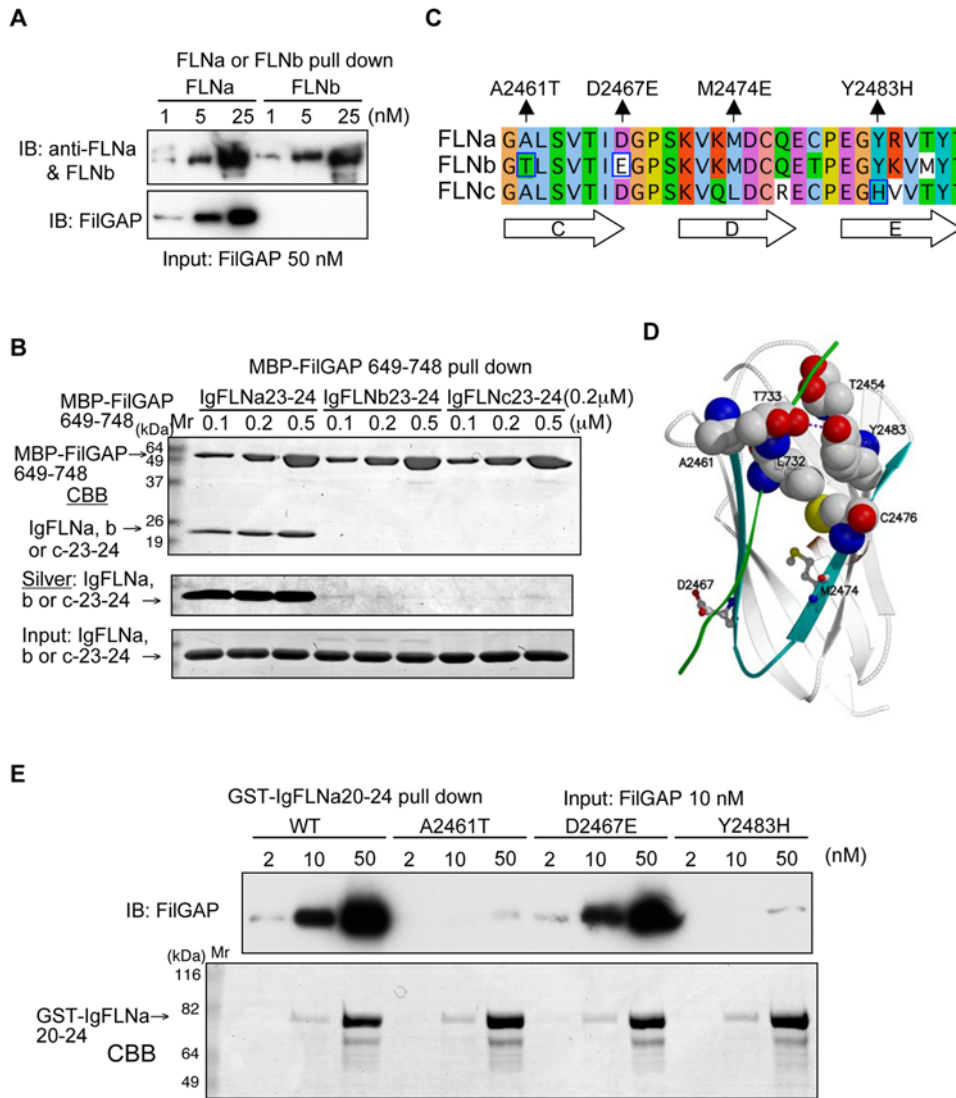 A
FLNa or FLNb pull down
FLNa FLNb
1 5 25 1 5 25 (nM)
IB: anti-FLNa
& FLNb
IB: FilGAP
Input: FilGAP 50 nM
C
A2461T D2467E M2474E Y2483H
FLNa GALSVTIDGPSKVKMDCQECPEGYRVTYT
FLNb GTLSVTIEGPSKVKMDCQETPEGYKVMYT
FLNc GALSVTIDGPSKVQLDCRECPEGHVVTYT
C D E
B
MBP-FilGAP 649-748 pull down
MBP-FilGAP
649-748
IgFLNa23-24 IgFLNb23-24 IgFLNc23-24 (0.2μM)
(kDa) Mr 0.1 0.2 0.5 0.1 0.2 0.5 0.1 0.2 0.5 (μM)
MBP-FilGAP
649-748
64
49
37
26
19
CBB
IgFLNa, b
or c-23-24
Silver: IgFLNa,
b or c-23-24
Input: IgFLNa,
b or c-23-24
D
T733
T2454
Y2483
A2461
L732
C2476
D2467
M2474
E
GST-IgFLNa20-24 pull down Input: FilGAP 10 nM
WT A2461T D2467E Y2483H
2 10 50 2 10 50 2 10 50 2 10 50 (nM)
IB: FilGAP
(kDa) Mr
116
82
64
49
GST-IgFLNa
20-24
CBB